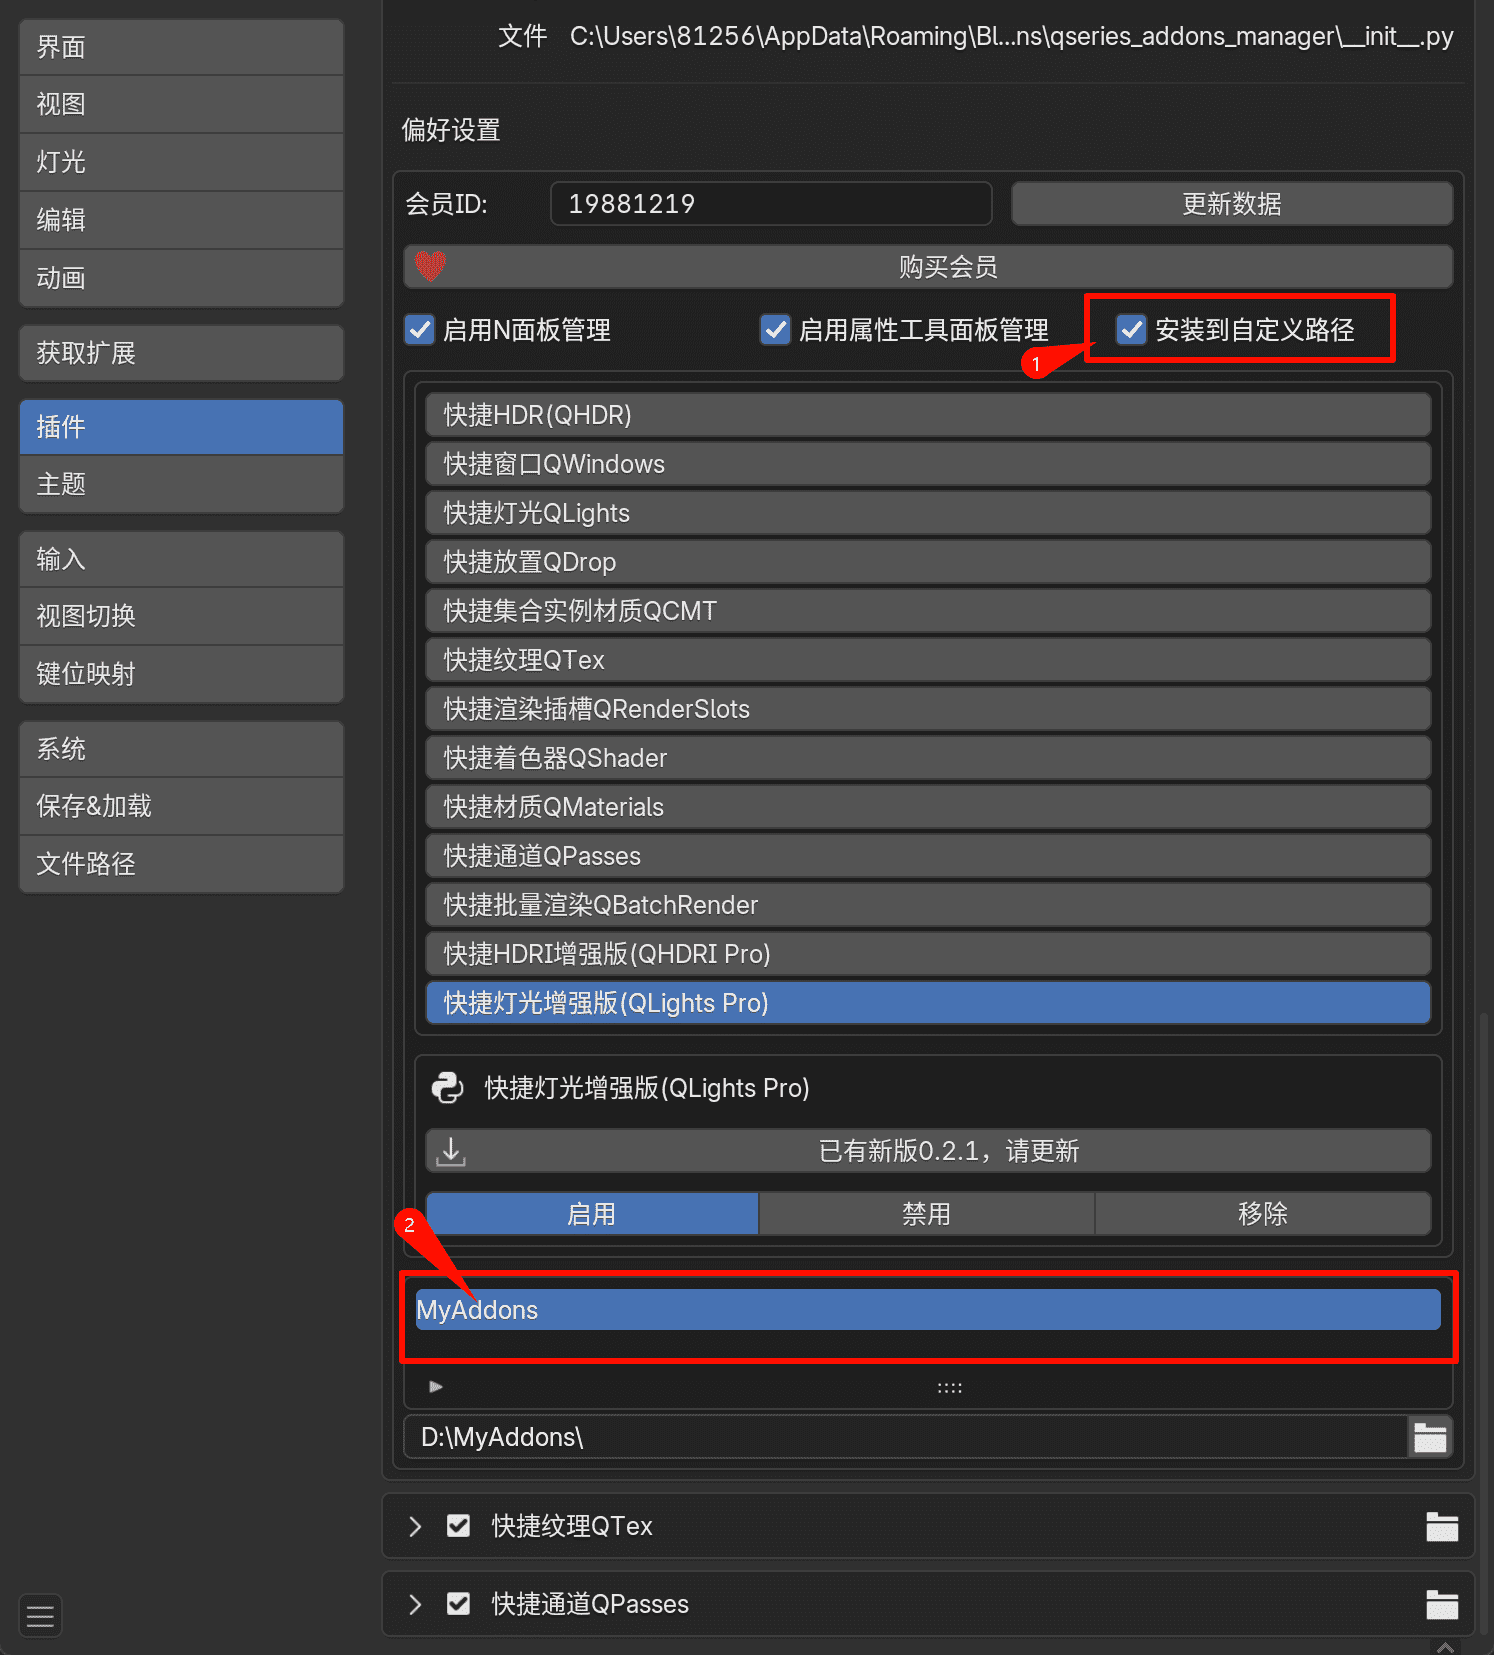 界面
视图
灯光
编辑
动画
获取扩展
插件
主题
输入
视图切换
键位映射
系统
保存&加载
文件路径
文件 C:\Users\81256\AppData\Roaming\Bl...ns\qseries_addons_manager\__init__.py
偏好设置
会员ID: 19881219 更新数据
购买会员
启用N面板管理 启用属性工具面板管理 安装到自定义路径
1
快捷HDR(QHDR)
快捷窗口QWindows
快捷灯光QLights
快捷放置QDrop
快捷集合实例材质QCMT
快捷纹理QTex
快捷渲染插槽QRenderSlots
快捷着色器QShader
快捷材质QMaterials
快捷通道QPasses
快捷批量渲染QBatchRender
快捷HDRI增强版(QHDRI Pro)
快捷灯光增强版(QLights Pro)
快捷灯光增强版(QLights Pro)
已有新版0.2.1，请更新
启用 禁用 移除
2
MyAddons
D:\MyAddons\
快捷纹理QTex
快捷通道QPasses